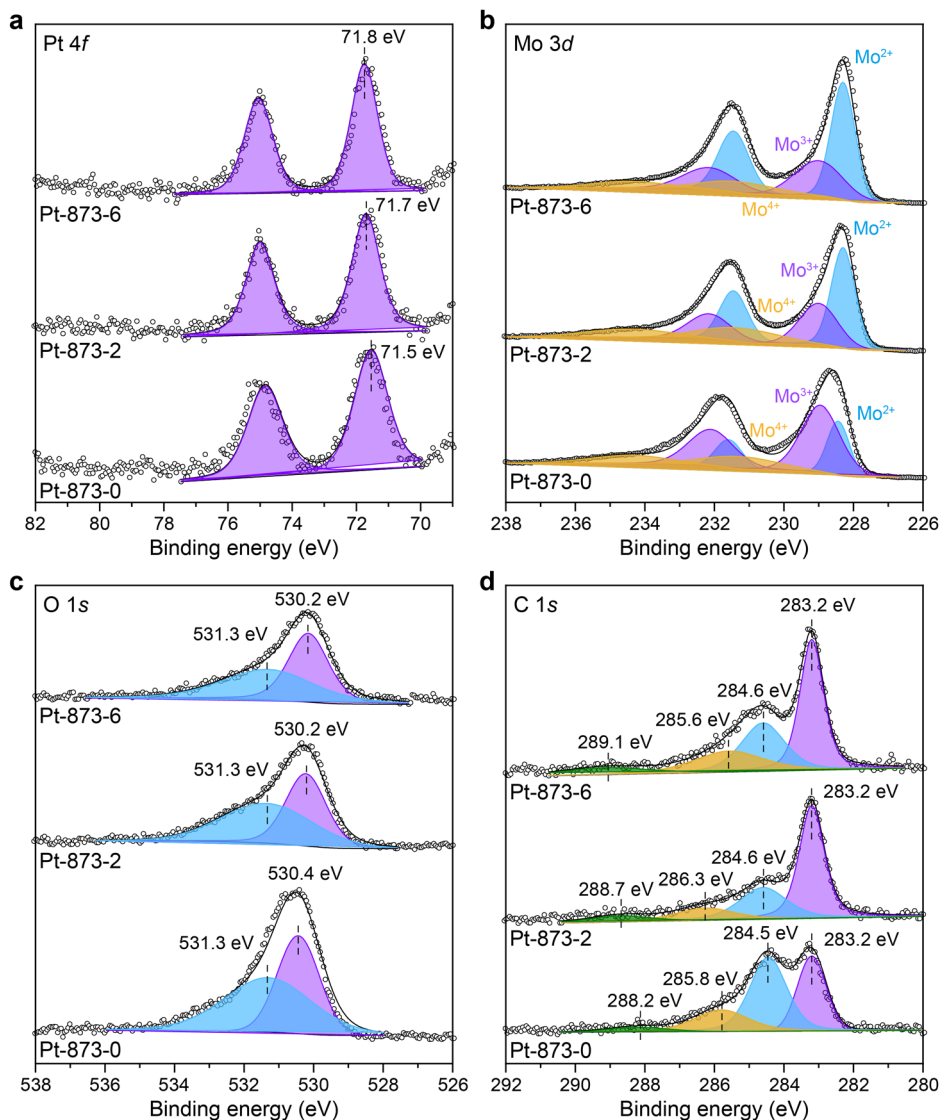 a
Pt 4f
71.8 eV
Pt-873-6
71.7 eV
Pt-873-2
71.5 eV
Pt-873-0
82 80 78 76 74 72 70
Binding energy (eV)
b
Mo 3d
Mo²⁺
Mo³⁺
Mo⁴⁺
Pt-873-6
Mo²⁺
Mo³⁺
Mo⁴⁺
Pt-873-2
Mo³⁺
Mo²⁺
Mo⁴⁺
Pt-873-0
238 236 234 232 230 228 226
Binding energy (eV)
c
O 1s
530.2 eV
531.3 eV
Pt-873-6
530.2 eV
531.3 eV
Pt-873-2
530.4 eV
531.3 eV
Pt-873-0
538 536 534 532 530 528 526
Binding energy (eV)
d
C 1s
283.2 eV
284.6 eV
285.6 eV
289.1 eV
Pt-873-6
283.2 eV
284.6 eV
286.3 eV
288.7 eV
Pt-873-2
284.5 eV
283.2 eV
285.8 eV
288.2 eV
Pt-873-0
292 290 288 286 284 282 280
Binding energy (eV)